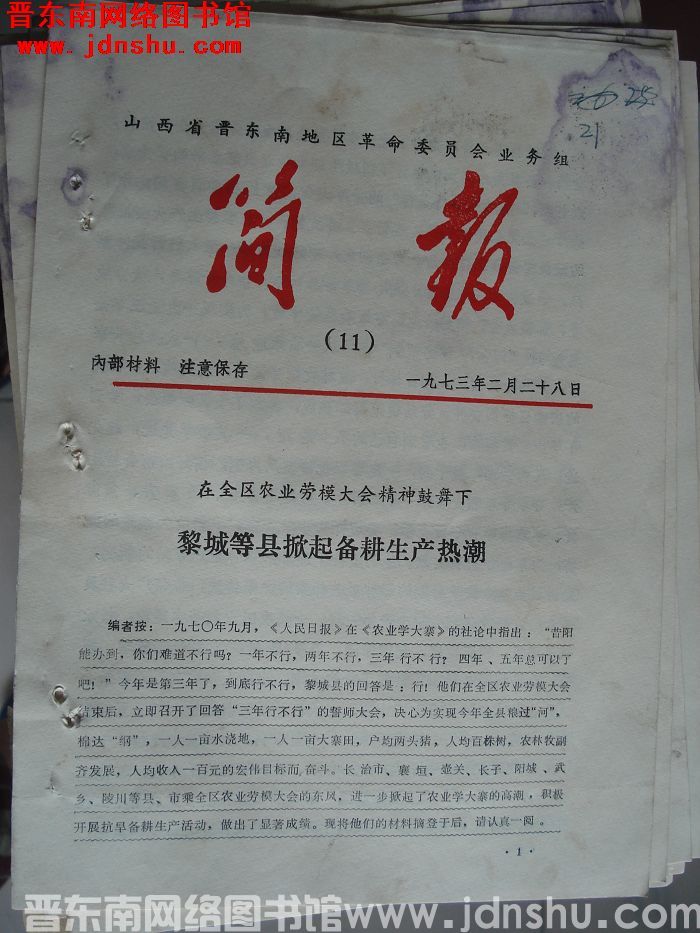 晋东南网络图书馆
www.jdnshu.com
21
山西省晋东南地区革命委员会业务组
简报
(11)
內部材料 注意保存
一九七三年二月二十八日
在全区农业劳模大会精神鼓舞下
黎城等县掀起备耕生产热潮
编者按：一九七〇年九月，《人民日报》在《农业学大寨》的社论中指出：“昔阳
能办到，你们难道不行吗？一年不行，两年不行，三年行不行？四年、五年总可以了
吧！”今年是第三年了，到底行不行，黎城县的回答是：行！他们在全区农业劳模大会
结束后，立即召开了回答“三年行不行”的誓师大会，决心为实现今年全县粮过“河”，
棉达“纲”，一人一亩水浇地，一人一亩大寨田，户均两头猪，人均百株树，农林牧副
齐发展，人均收入一百元的宏伟目标而奋斗。长治市、襄垣、壶关、长子、阳城、武
乡、陵川等县、市乘全区农业劳模大会的东风，进一步掀起了农业学大寨的高潮，积极
开展抗旱备耕生产活动，做出了显著成绩。现将他们的材料摘登于后，请认真一阅。
·1·
晋东南网络图书馆 www.jdnshu.com